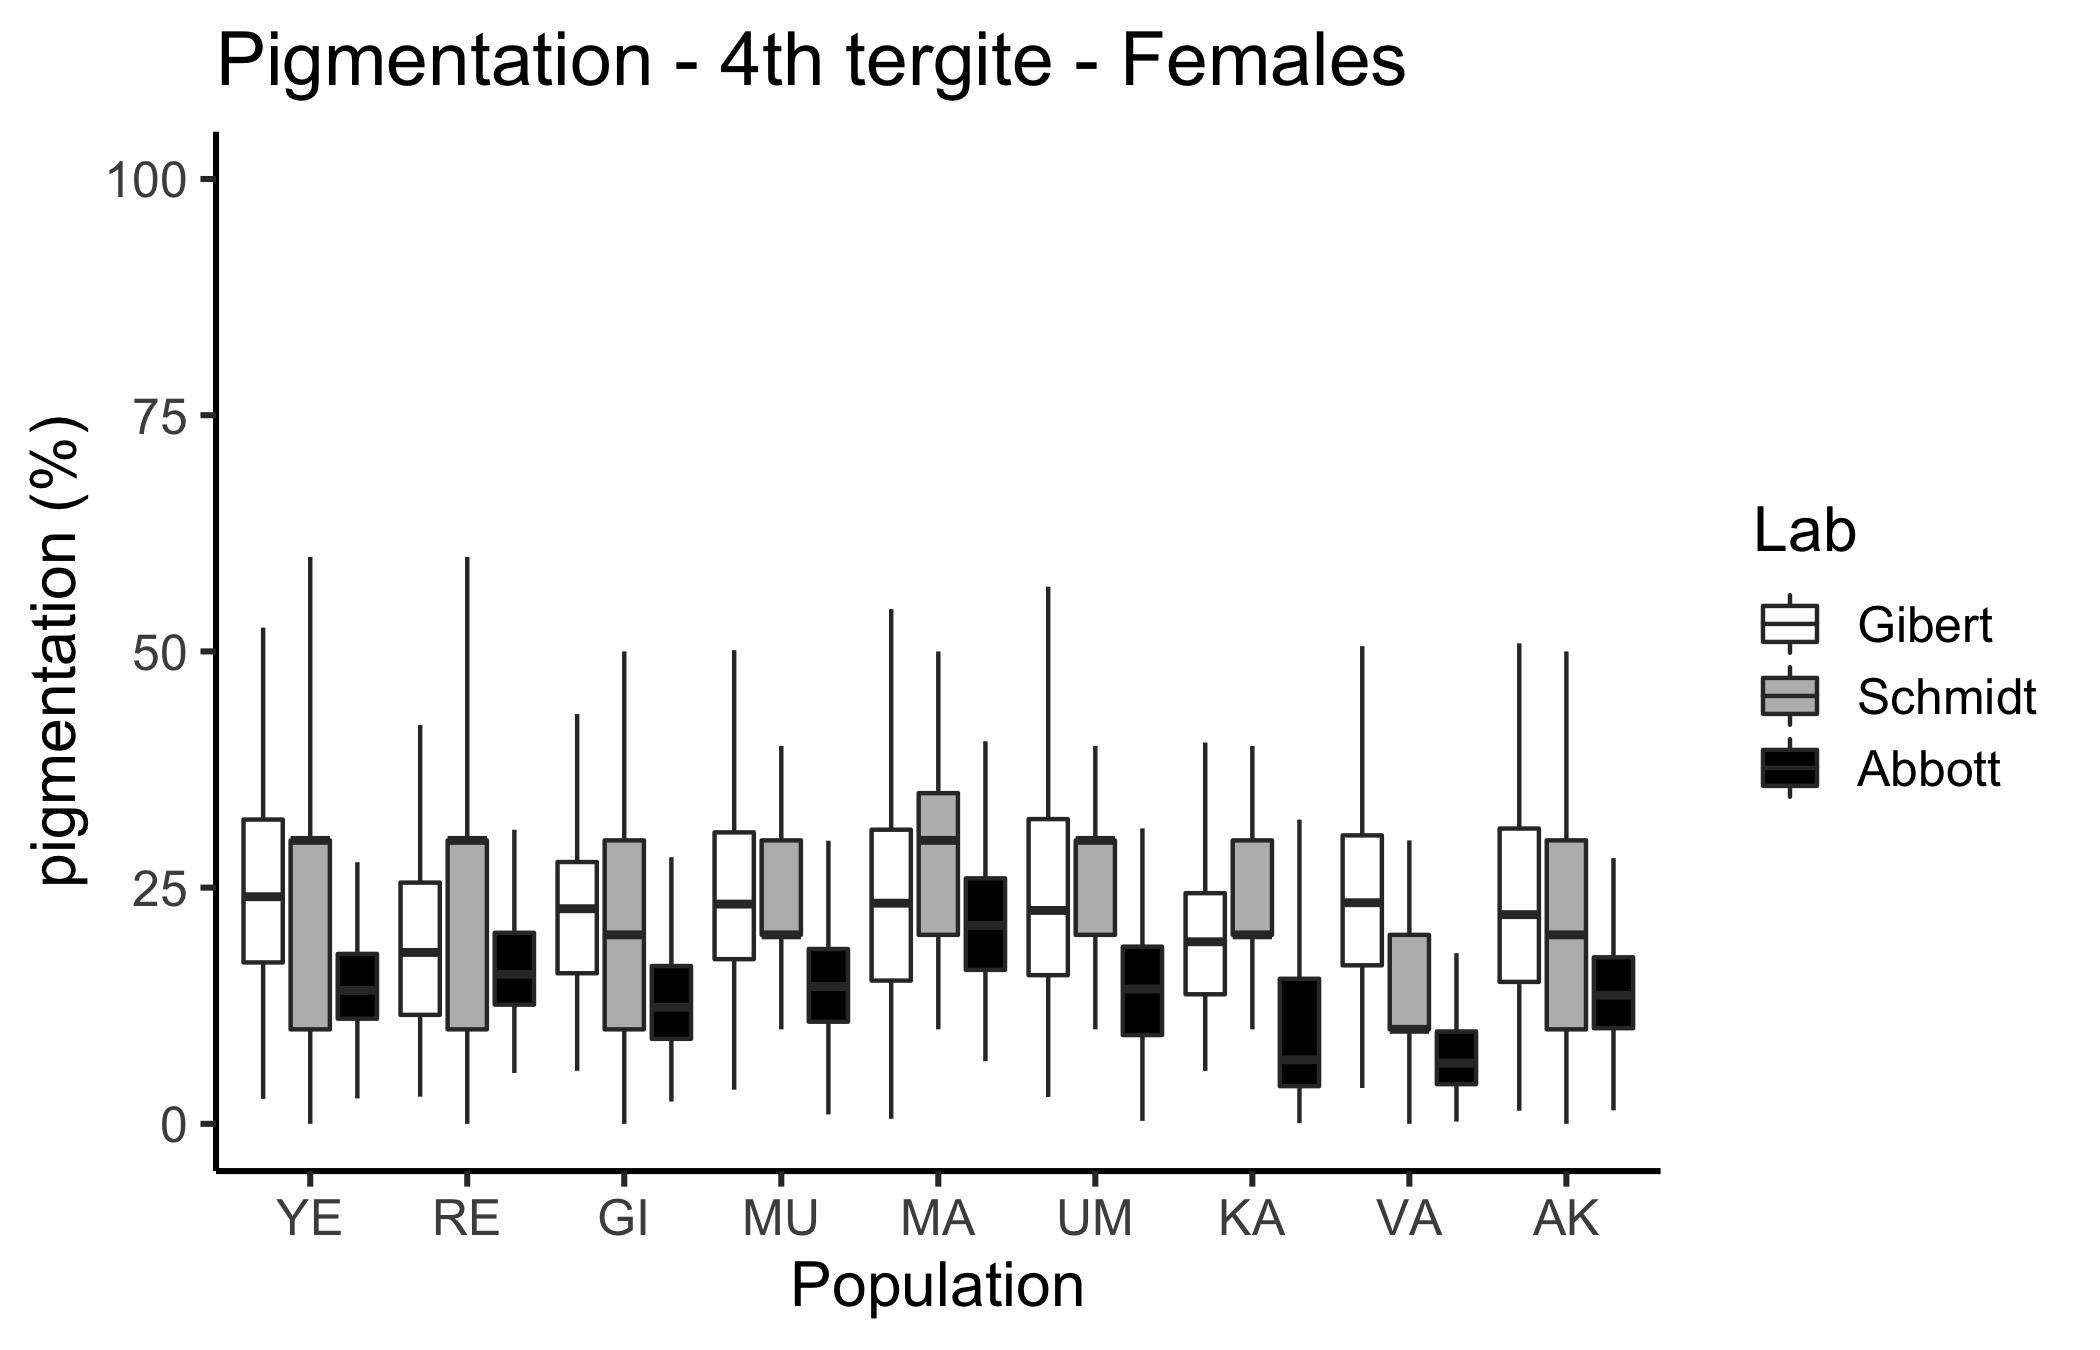 Pigmentation - 4th tergite - Females
100
75
50
25
0
pigmentation (%)
YE RE GI MU MA UM KA VA AK
Population
Lab
Gibert
Schmidt
Abbott